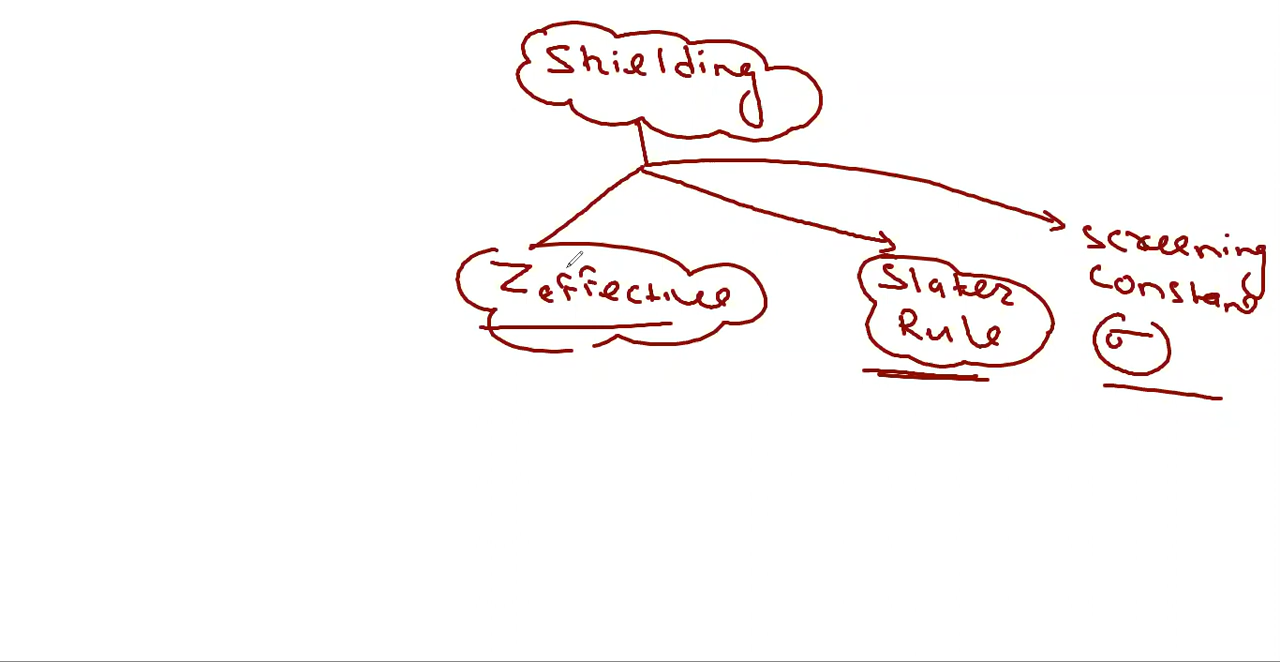 Shielding
Zeffective
Slater
Rule
screening
constant
σ